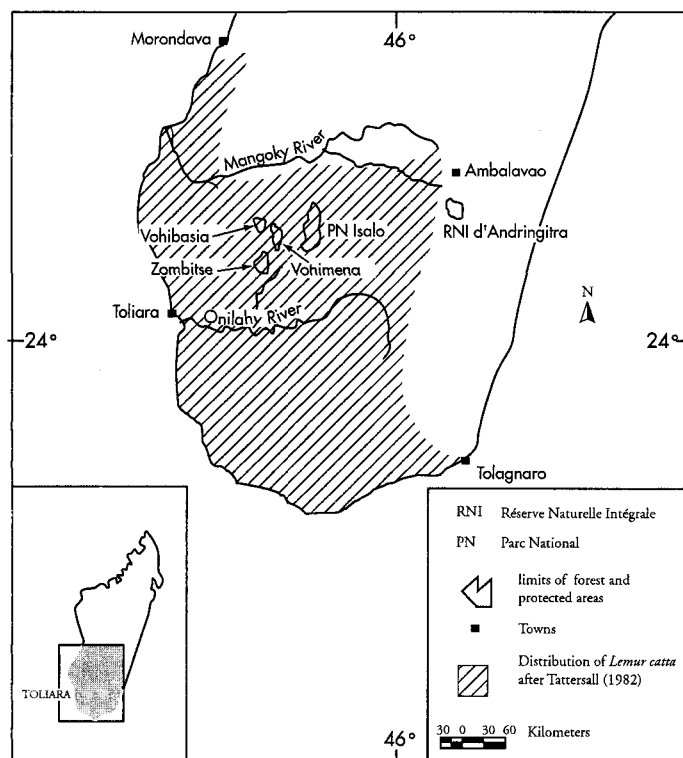 Morondava
46°
Mangoky River
Ambalavao
Vohibasia
PN Isalo
RNI d'Andringitra
Zombitse
Vohimena
Toliara
Onilahy River
N
24°
24°
Tolagnaro
RNI Réserve Naturelle Intégrale
PN Parc National
limits of forest and
protected areas
Towns
Distribution of Lemur catta
after Tattersall (1982)
TOLIARA
30 0 30 60 Kilometers
46°